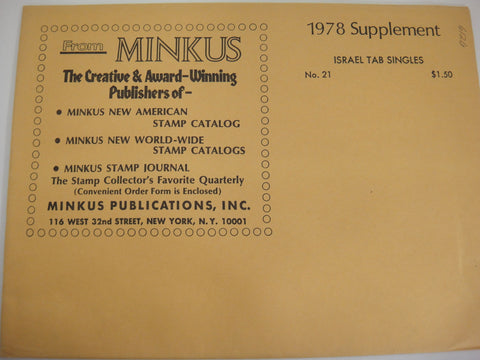 From MINKUS
The Creative & Award-Winning
Publishers of-
• MINKUS NEW AMERICAN
STAMP CATALOG
• MINKUS NEW WORLD-WIDE
STAMP CATALOGS
• MINKUS STAMP JOURNAL
The Stamp Collector's Favorite Quarterly
(Convenient Order Form is Enclosed)
MINKUS PUBLICATIONS, INC.
116 WEST 32nd STREET, NEW YORK, N.Y. 10001
1978 Supplement
ISRAEL TAB SINGLES
No. 21 $1.50